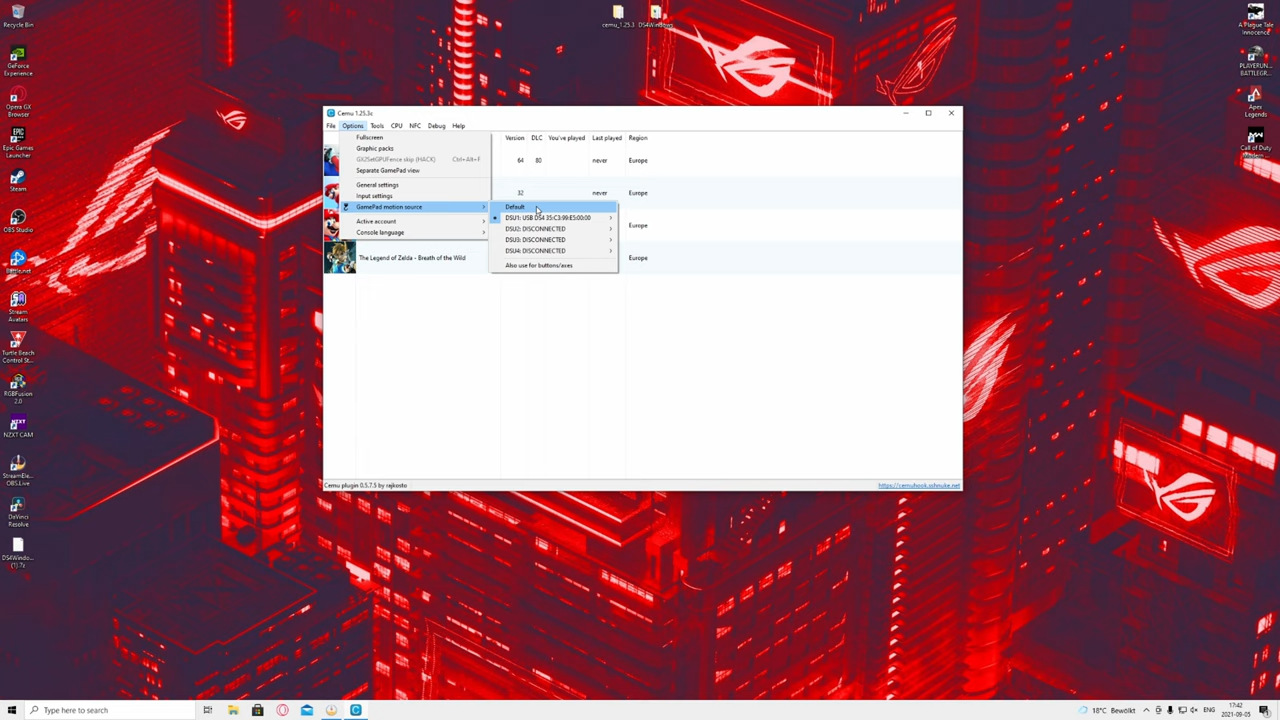 Recycle Bin
GeForce
Experience
Opera GX
Browser
Epic Games
Launcher
Steam
OBS Studio
Battle.net
Stream
Avatars
Turtle Beach
Control St...
RGBFusion
2.0
NZXT CAM
StreamEle...
OBS.Live
DaVinci
Resolve
DS4Windo...
(1).7z
cemu_1.25.3
DS4Windows
A Plague Tale
Innocence
PLAYERUN...
BATTLEGR...
Apex
Legends
Call of Duty
Modern ...
Cemu 1.25.3c
File Options Tools CPU NFC Debug Help
Fullscreen
Graphic packs
GX2SetGPUFence skip (HACK) Ctrl+Alt+F
Separate GamePad view
General settings
Input settings
GamePad motion source
Active account
Console language
Default
DSU1: USB DS4 35:C3:99:E5:00:00
DSU2: DISCONNECTED
DSU3: DISCONNECTED
DSU4: DISCONNECTED
Also use for buttons/axes
Version DLC You've played Last played Region
64 80 never Europe
32 never Europe
Europe
The Legend of Zelda - Breath of the Wild Europe
Cemu plugin 0.5.7.5 by rajkosto
https://cemuhook.sshnuke.net
NZXT
EPIC
GAMES
Type here to search
18°C Bewölkt
ENG
17:42
2021-09-05